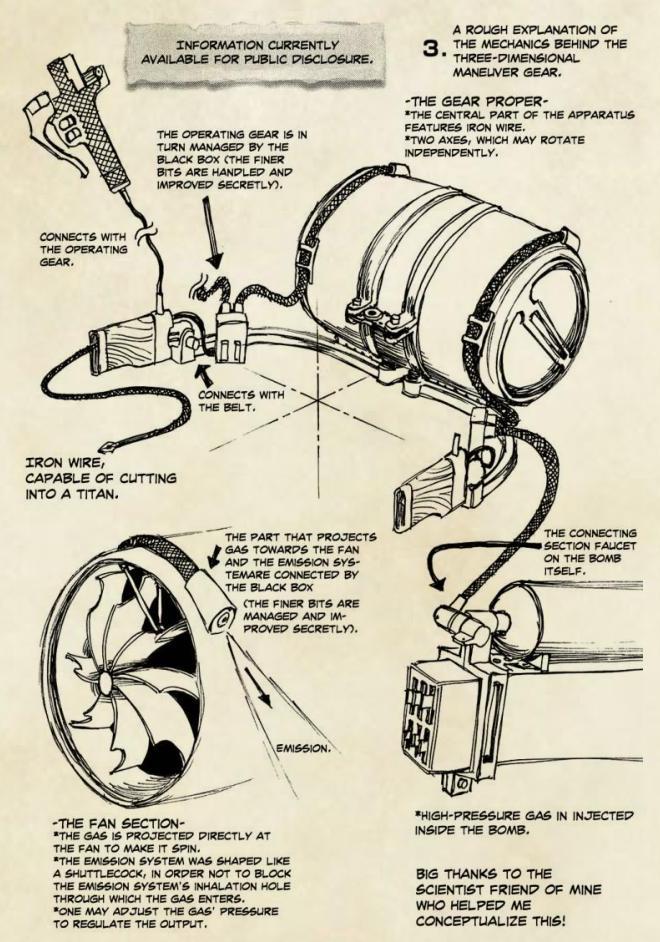 INFORMATION CURRENTLY
AVAILABLE FOR PUBLIC DISCLOSURE.
3.
A ROUGH EXPLANATION OF
THE MECHANICS BEHIND THE
THREE-DIMENSIONAL
MANEUVER GEAR.
-THE GEAR PROPER-
*THE CENTRAL PART OF THE APPARATUS
FEATURES IRON WIRE.
*TWO AXES, WHICH MAY ROTATE
INDEPENDENTLY.
THE OPERATING GEAR IS IN
TURN MANAGED BY THE
BLACK BOX (THE FINER
BITS ARE HANDLED AND
IMPROVED SECRETLY).
CONNECTS WITH
THE OPERATING
GEAR.
CONNECTS WITH
THE BELT.
IRON WIRE,
CAPABLE OF CUTTING
INTO A TITAN.
THE PART THAT PROJECTS
GAS TOWARDS THE FAN
AND THE EMISSION SYS-
TEMARE CONNECTED BY
THE BLACK BOX
(THE FINER BITS ARE
MANAGED AND IM-
PROVED SECRETLY).
EMISSION.
THE CONNECTING
SECTION FAUCET
ON THE BOMB
ITSELF.
-THE FAN SECTION-
*THE GAS IS PROJECTED DIRECTLY AT
THE FAN TO MAKE IT SPIN.
*THE EMISSION SYSTEM WAS SHAPED LIKE
A SHUTTLECOCK, IN ORDER NOT TO BLOCK
THE EMISSION SYSTEM'S INHALATION HOLE
THROUGH WHICH THE GAS ENTERS.
*ONE MAY ADJUST THE GAS' PRESSURE
TO REGULATE THE OUTPUT.
*HIGH-PRESSURE GAS IN INJECTED
INSIDE THE BOMB.
BIG THANKS TO THE
SCIENTIST FRIEND OF MINE
WHO HELPED ME
CONCEPTUALIZE THIS!